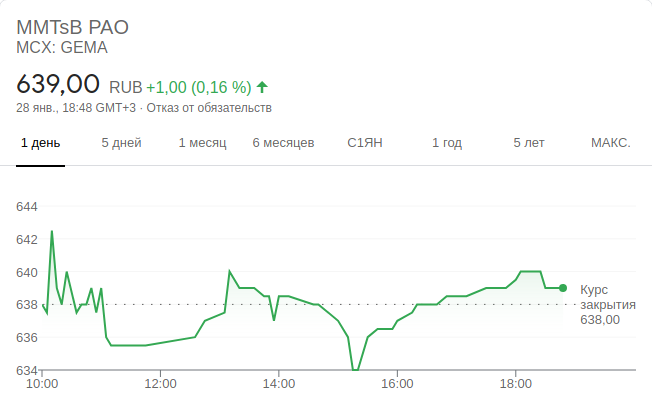 MMTsB PAO
MCX: GEMA
639,00 RUB +1,00 (0,16 %)
28 янв., 18:48 GMT+3 · Отказ от обязательств
1 день 5 дней 1 месяц 6 месяцев С1ЯН 1 год 5 лет МАКС.
644
642
640
638
636
634
Курс
закрытия
638,00
10:00 12:00 14:00 16:00 18:00